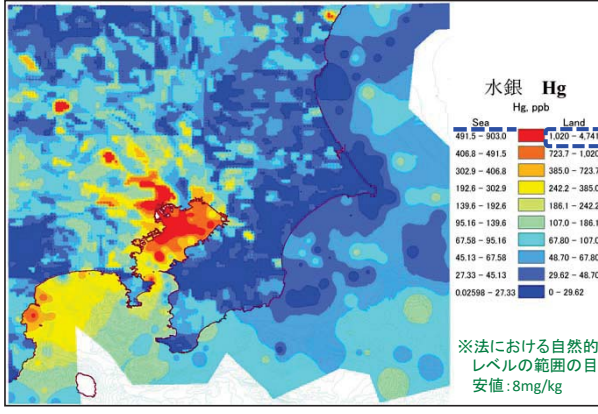 水銀 Hg
Hg, ppb
Sea Land
491.5 - 903.0 1,020 - 4,741
406.8 - 491.5 723.7 - 1,020
302.9 - 406.8 385.0 - 723.7
192.6 - 302.9 242.2 - 385.0
139.6 - 192.6 186.1 - 242.2
95.16 - 139.6 107.0 - 186.1
67.58 - 95.16 67.80 - 107.0
45.13 - 67.58 48.70 - 67.80
27.33 - 45.13 29.62 - 48.70
0.02598 - 27.33 0 - 29.62
※法における自然的
レベルの範囲の目
安値:8mg/kg